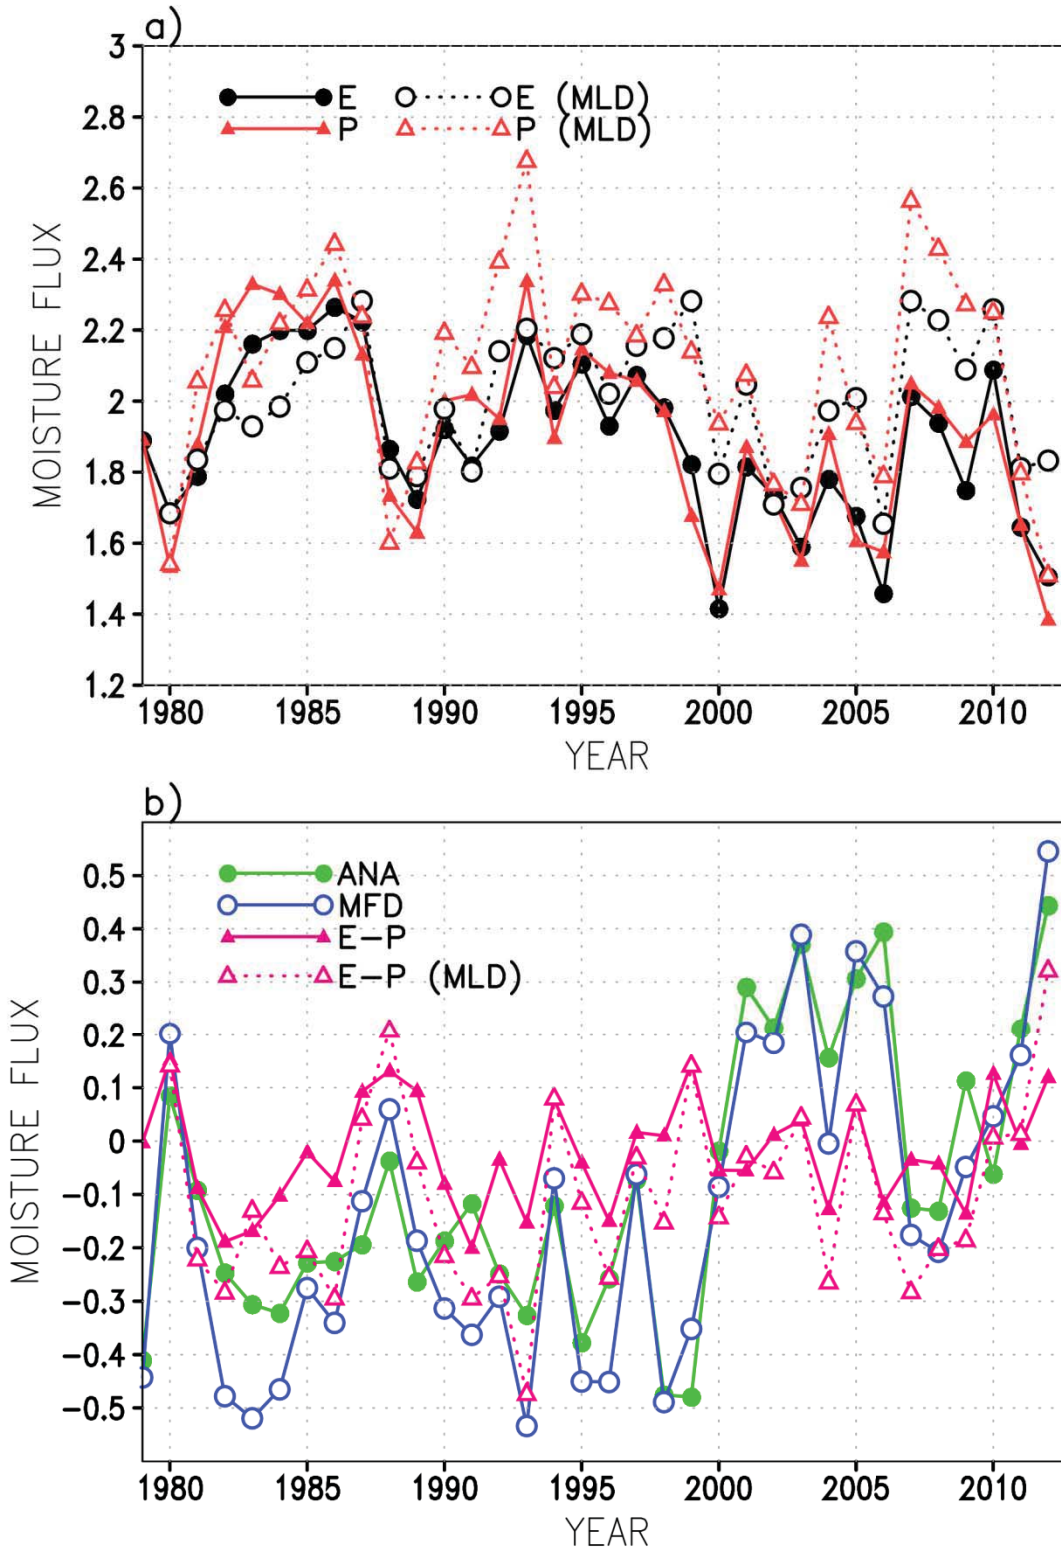 a)
3
2.8
2.6
2.4
2.2
2
1.8
1.6
1.4
1.2
MOISTURE FLUX
E
E (MLD)
P
P (MLD)
1980 1985 1990 1995 2000 2005 2010
YEAR
b)
0.5
0.4
0.3
0.2
0.1
0
-0.1
-0.2
-0.3
-0.4
-0.5
MOISTURE FLUX
ANA
MFD
E-P
E-P (MLD)
1980 1985 1990 1995 2000 2005 2010
YEAR